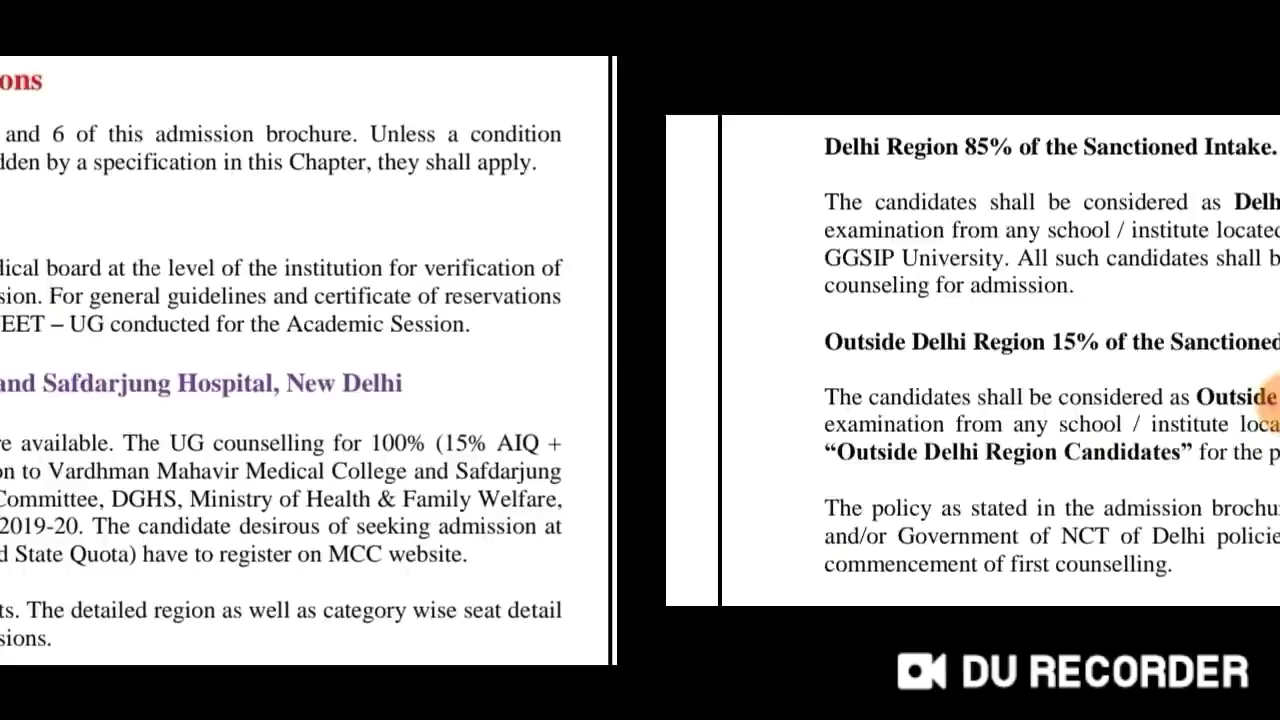 ons
and 6 of this admission brochure. Unless a condition
dden by a specification in this Chapter, they shall apply.
dical board at the level of the institution for verification of
sion. For general guidelines and certificate of reservations
EET – UG conducted for the Academic Session.
and Safdarjung Hospital, New Delhi
re available. The UG counselling for 100% (15% AIQ +
on to Vardhman Mahavir Medical College and Safdarjung
Committee, DGHS, Ministry of Health & Family Welfare,
2019-20. The candidate desirous of seeking admission at
d State Quota) have to register on MCC website.
ts. The detailed region as well as category wise seat detail
sions.
Delhi Region 85% of the Sanctioned Intake.
The candidates shall be considered as Delh
examination from any school / institute located
GGSIP University. All such candidates shall b
counseling for admission.
Outside Delhi Region 15% of the Sanctioned
The candidates shall be considered as Outside
examination from any school / institute loca
“Outside Delhi Region Candidates” for the p
The policy as stated in the admission brochu
and/or Government of NCT of Delhi policie
commencement of first counselling.
DU RECORDER